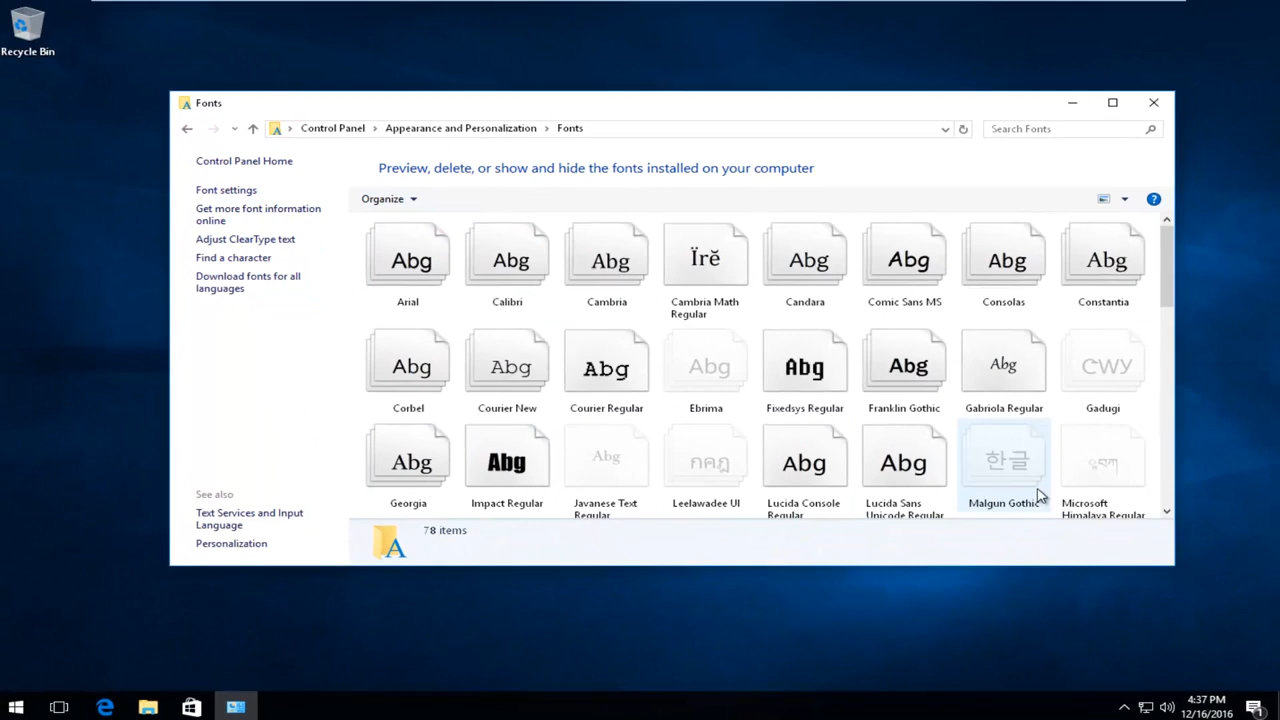 Recycle Bin
Fonts
Control Panel
Appearance and Personalization
Fonts
Search Fonts
Control Panel Home
Font settings
Get more font information
online
Adjust ClearType text
Find a character
Download fonts for all
languages
See also
Text Services and Input
Language
Personalization
Preview, delete, or show and hide the fonts installed on your computer
Organize
Abg Abg Abg Ïrĕ Abg Abg Abg Abg
Arial Calibri Cambria Cambria Math Candara Comic Sans MS Consolas Constantia
Regular
Abg Abg Abg Abg Abg Abg Abg ᏣᎳᎩ
Corbel Courier New Courier Regular Ebrima Fixedsys Regular Franklin Gothic Gabriola Regular Gadugi
Abg Abg Abg กคฎ Abg Abg 한글
Georgia Impact Regular Javanese Text Leelawadee UI Lucida Console Lucida Sans Malgun Gothic Microsoft
Regular Regular Unicode Regular Himalaya Regular
78 items
4:37 PM
12/16/2016
1